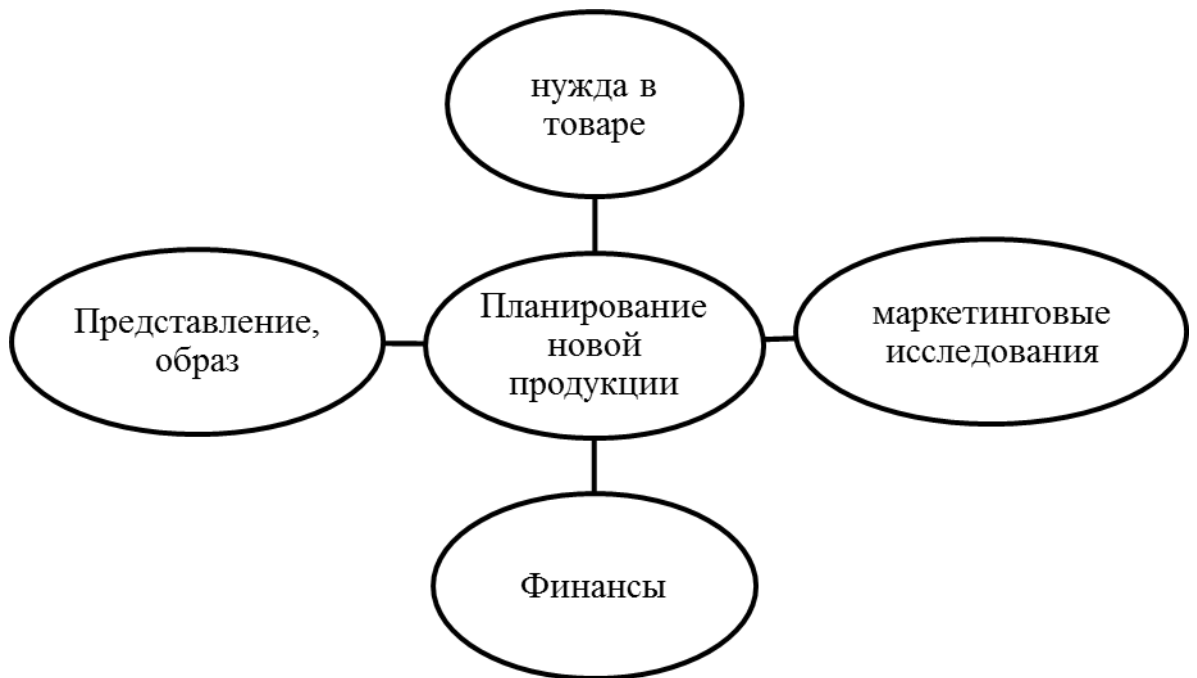 нужда в
товаре
Представление,
образ
Планирование
новой
продукции
маркетинговые
исследования
Финансы